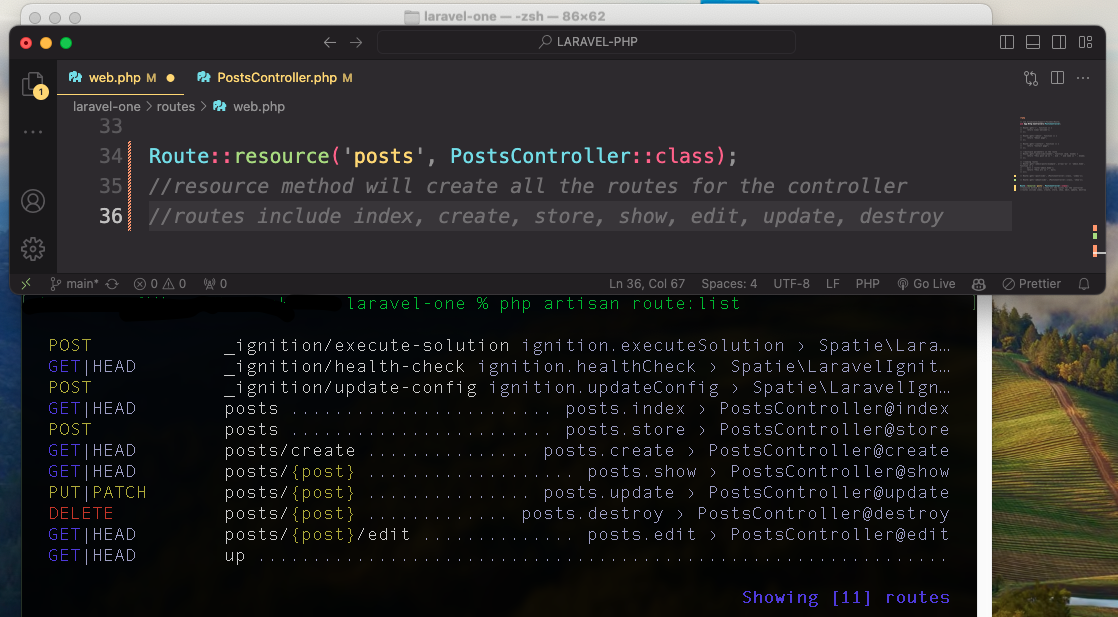 laravel-one — -zsh — 86×62
LARAVEL-PHP
web.php M ● PostsController.php M
1
laravel-one > routes > web.php
33
34 Route::resource('posts', PostsController::class);
35 //resource method will create all the routes for the controller
36 //routes include index, create, store, show, edit, update, destroy
main* 0 0 0 Ln 36, Col 67 Spaces: 4 UTF-8 LF PHP Go Live Prettier
laravel-one % php artisan route:list
POST _ignition/execute-solution ignition.executeSolution › Spatie\Lara…
GET|HEAD _ignition/health-check ignition.healthCheck › Spatie\LaravelIgnit…
POST _ignition/update-config ignition.updateConfig › Spatie\LaravelIgn…
GET|HEAD posts ........................ posts.index › PostsController@index
POST posts ........................ posts.store › PostsController@store
GET|HEAD posts/create ............... posts.create › PostsController@create
GET|HEAD posts/{post} ................... posts.show › PostsController@show
PUT|PATCH posts/{post} ............... posts.update › PostsController@update
DELETE posts/{post} ............. posts.destroy › PostsController@destroy
GET|HEAD posts/{post}/edit .............. posts.edit › PostsController@edit
GET|HEAD up ...............................................................
Showing [11] routes